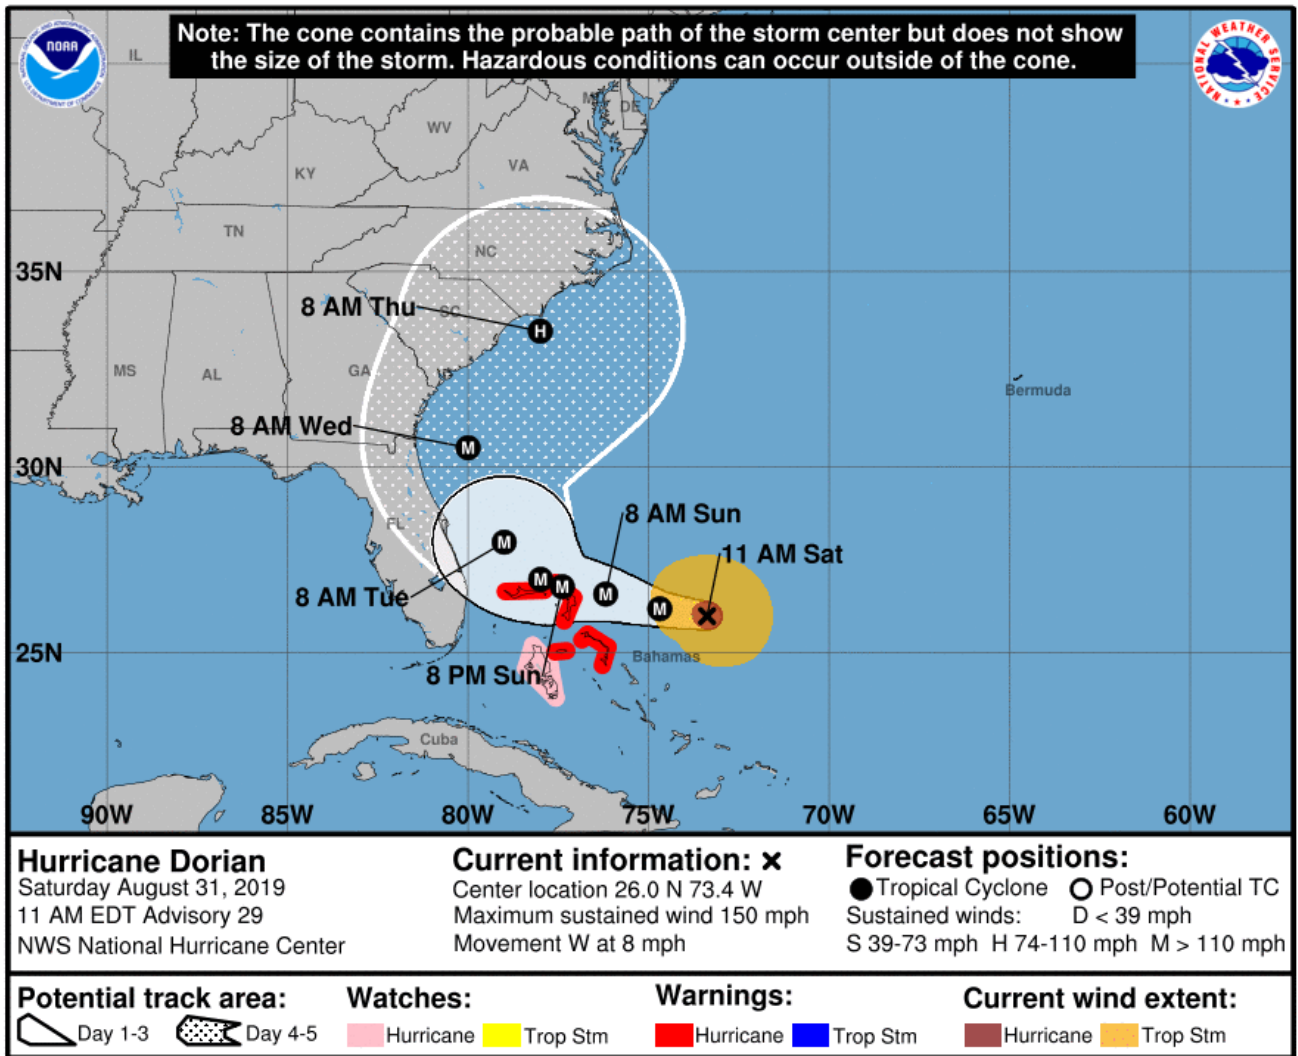 Note: The cone contains the probable path of the storm center but does not show
the size of the storm. Hazardous conditions can occur outside of the cone.
NOAA
NATIONAL WEATHER SERVICE
IL
WV
DE
KY
VA
TN
NC
35N
8 AM Thu
SC
MS
AL
GA
Bermuda
8 AM Wed
30N
8 AM Sun
FL
11 AM Sat
8 AM Tue
25N
Bahamas
8 PM Sun
Cuba
H
M
M
M
M
M
M
90W 85W 80W 75W 70W 65W 60W
Hurricane Dorian
Saturday August 31, 2019
11 AM EDT Advisory 29
NWS National Hurricane Center
Current information: x
Center location 26.0 N 73.4 W
Maximum sustained wind 150 mph
Movement W at 8 mph
Forecast positions:
Tropical Cyclone Post/Potential TC
Sustained winds: D < 39 mph
S 39-73 mph H 74-110 mph M > 110 mph
Potential track area:
Day 1-3 Day 4-5
Watches:
Hurricane Trop Stm
Warnings:
Hurricane Trop Stm
Current wind extent:
Hurricane Trop Stm